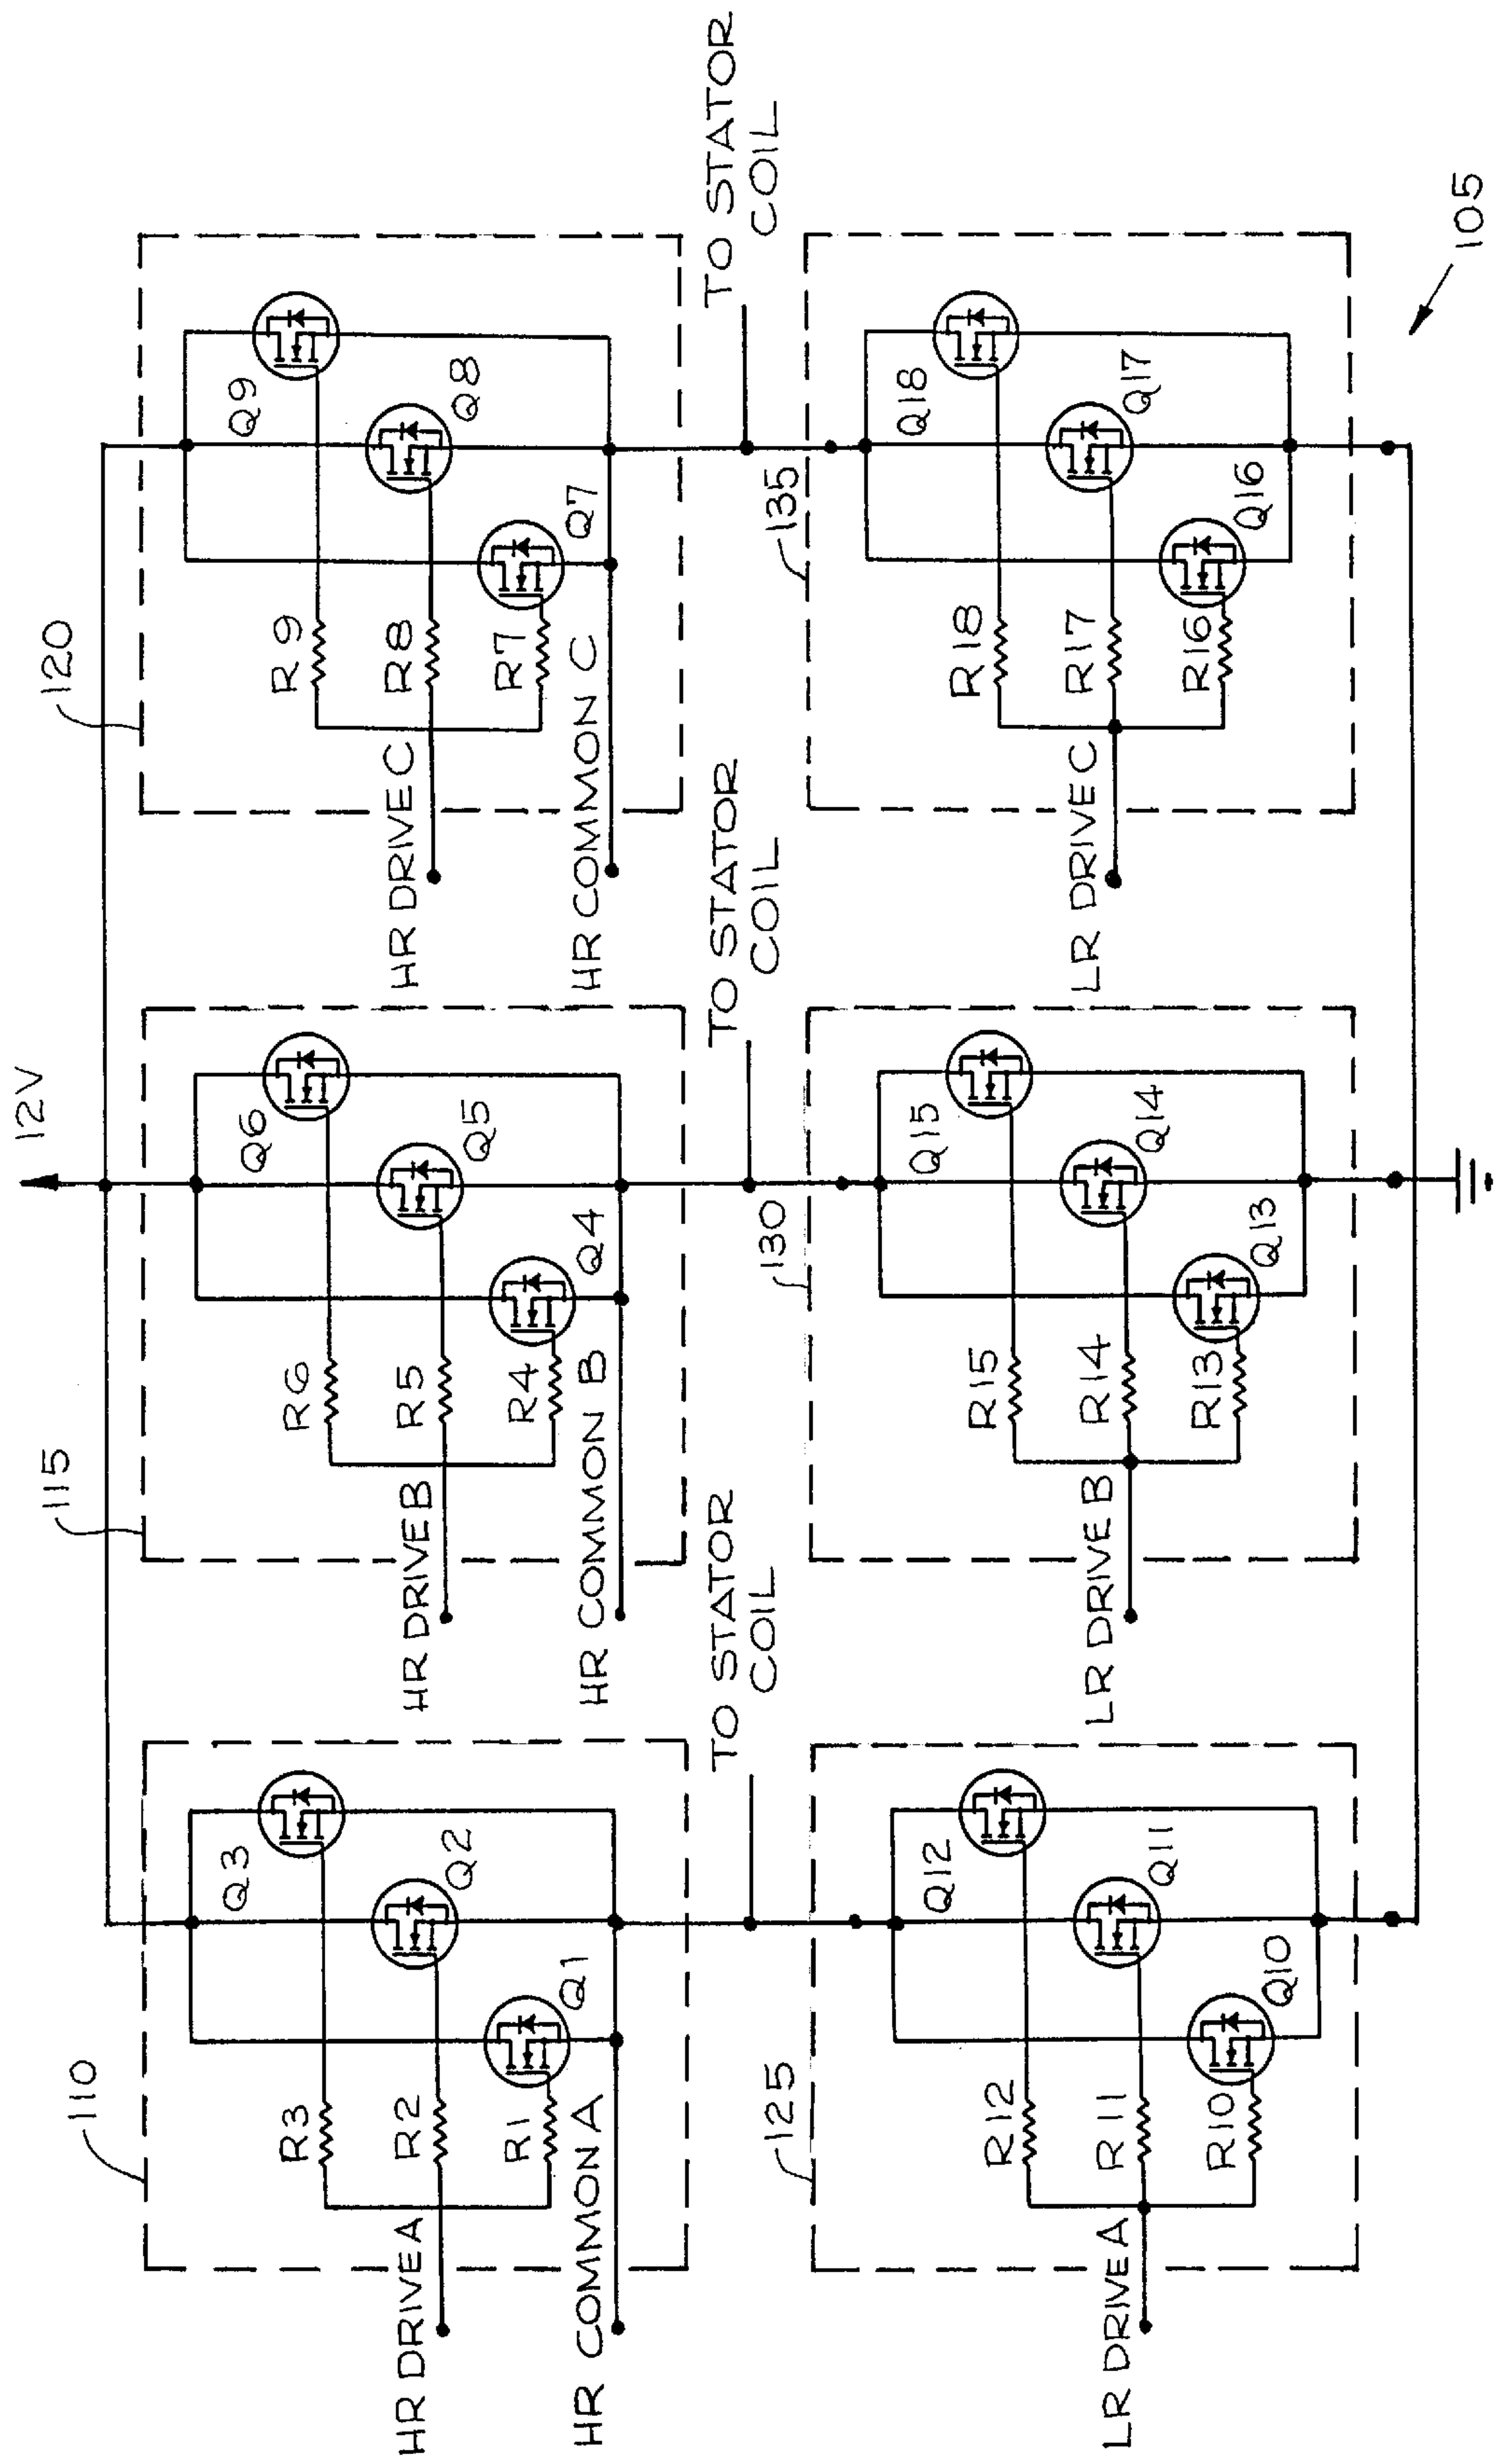 12V
110
115
120
Q3
Q2
Q1
R3
R2
R1
HR DRIVE A
HR COMMON A
Q6
Q5
Q4
R6
R5
R4
HR DRIVE B
HR COMMON B
Q9
Q8
Q7
R9
R8
R7
HR DRIVE C
HR COMMON C
TO STATOR
COIL
TO STATOR
COIL
TO STATOR
COIL
125
130
135
Q12
Q11
Q10
R12
R11
R10
LR DRIVE A
Q15
Q14
Q13
R15
R14
R13
LR DRIVE B
Q18
Q17
Q16
R18
R17
R16
LR DRIVE C
105